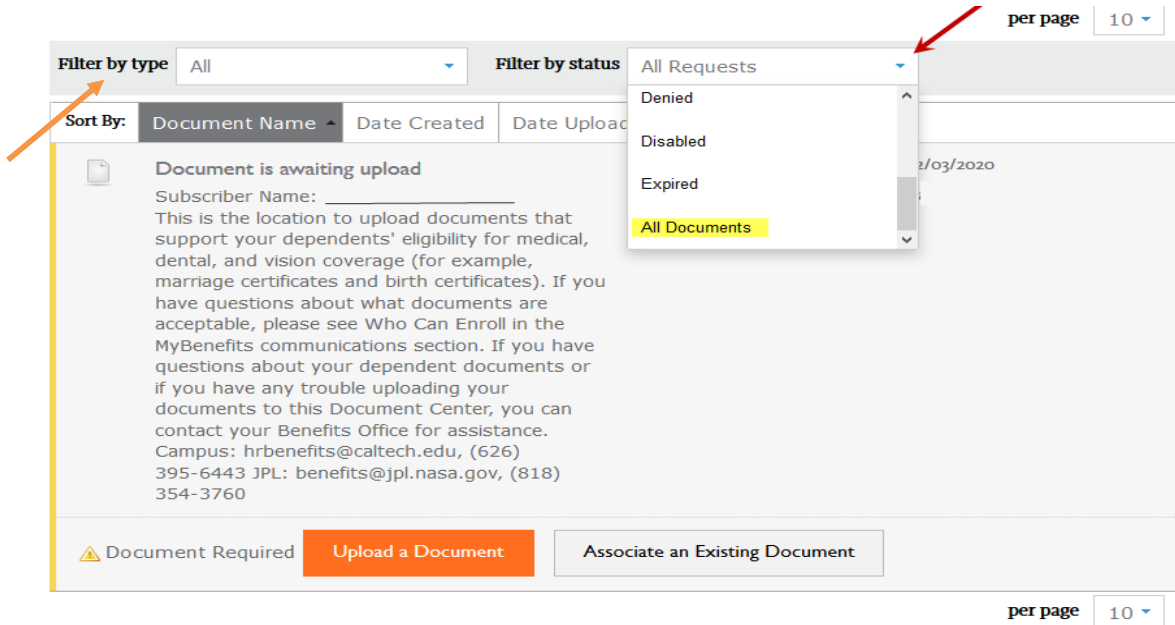 per page 10
Filter by type All Filter by status All Requests
Denied
Disabled
Expired
All Documents
Sort By: Document Name Date Created Date Upload
Document is awaiting upload
2/03/2020
Subscriber Name:
This is the location to upload documents that
support your dependents' eligibility for medical,
dental, and vision coverage (for example,
marriage certificates and birth certificates). If you
have questions about what documents are
acceptable, please see Who Can Enroll in the
MyBenefits communications section. If you have
questions about your dependent documents or
if you have any trouble uploading your
documents to this Document Center, you can
contact your Benefits Office for assistance.
Campus: hrbenefits@caltech.edu, (626)
395-6443 JPL: benefits@jpl.nasa.gov, (818)
354-3760
Document Required Upload a Document Associate an Existing Document
per page 10